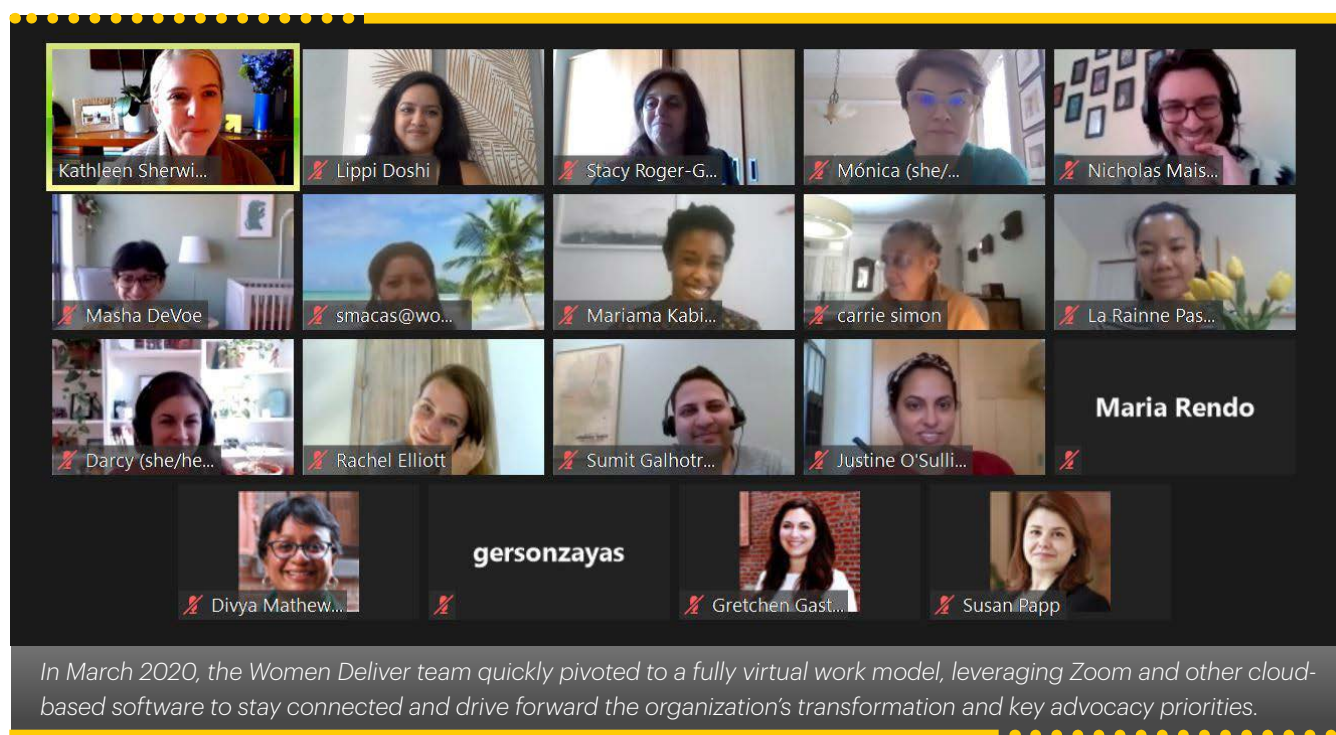 Kathleen Sherwi...
Lippi Doshi
Stacy Roger-G...
Mónica (she/...
Nicholas Mais...
Masha DeVoe
smacas@wo...
Mariama Kabi...
carrie simon
La Rainne Pas...
Darcy (she/he...
Rachel Elliott
Sumit Galhotr...
Justine O'Sulli...
Maria Rendo
Divya Mathew...
gersonzayas
Gretchen Gast...
Susan Papp
In March 2020, the Women Deliver team quickly pivoted to a fully virtual work model, leveraging Zoom and other cloud-
based software to stay connected and drive forward the organization’s transformation and key advocacy priorities.